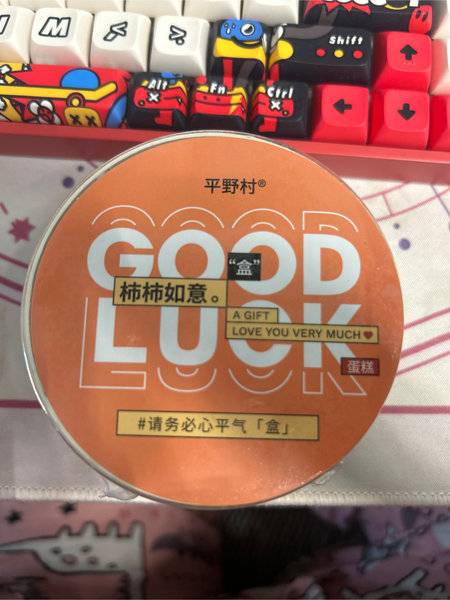 M
<
>
Shift
Alt
Fn
Ctrl
↑
←
→
平野村®
GOOD
“盒”
柿柿如意。
A GIFT
LOVE YOU VERY MUCH♥
LUCK
蛋糕
#请务必心平气「盒」